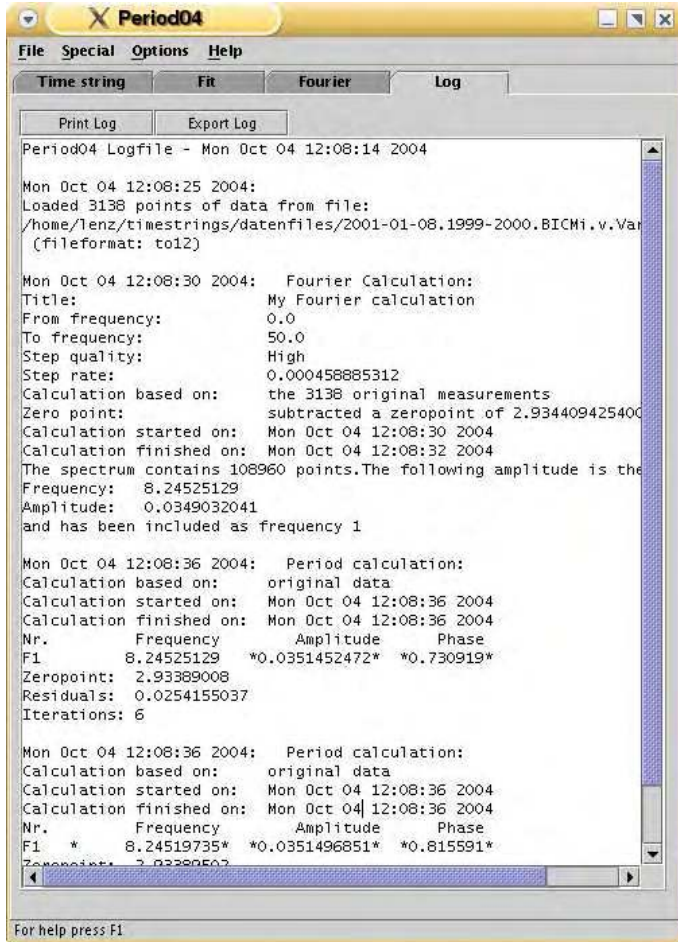 Period04
File Special Options Help
Time string Fit Fourier Log
Print Log Export Log
Period04 Logfile - Mon Oct 04 12:08:14 2004
Mon Oct 04 12:08:25 2004:
Loaded 3138 points of data from file:
/home/lenz/timestrings/datenfiles/2001-01-08.1999-2000.BICMi.v.Var
(fileformat: to12)
Mon Oct 04 12:08:30 2004: Fourier Calculation:
Title: My Fourier calculation
From frequency: 0.0
To frequency: 50.0
Step quality: High
Step rate: 0.000458885312
Calculation based on: the 3138 original measurements
Zero point: subtracted a zeropoint of 2.934409425400
Calculation started on: Mon Oct 04 12:08:30 2004
Calculation finished on: Mon Oct 04 12:08:32 2004
The spectrum contains 108960 points.The following amplitude is the
Frequency: 8.24525129
Amplitude: 0.0349032041
and has been included as frequency 1
Mon Oct 04 12:08:36 2004: Period calculation:
Calculation based on: original data
Calculation started on: Mon Oct 04 12:08:36 2004
Calculation finished on: Mon Oct 04 12:08:36 2004
Nr. Frequency Amplitude Phase
F1 8.24525129 *0.0351452472* *0.730919*
Zeropoint: 2.93389008
Residuals: 0.0254155037
Iterations: 6
Mon Oct 04 12:08:36 2004: Period calculation:
Calculation based on: original data
Calculation started on: Mon Oct 04 12:08:36 2004
Calculation finished on: Mon Oct 04 12:08:36 2004
Nr. Frequency Amplitude Phase
F1 * 8.24519735* *0.0351496851* *0.815591*
Zeropoint: 2.93389502
For help press F1